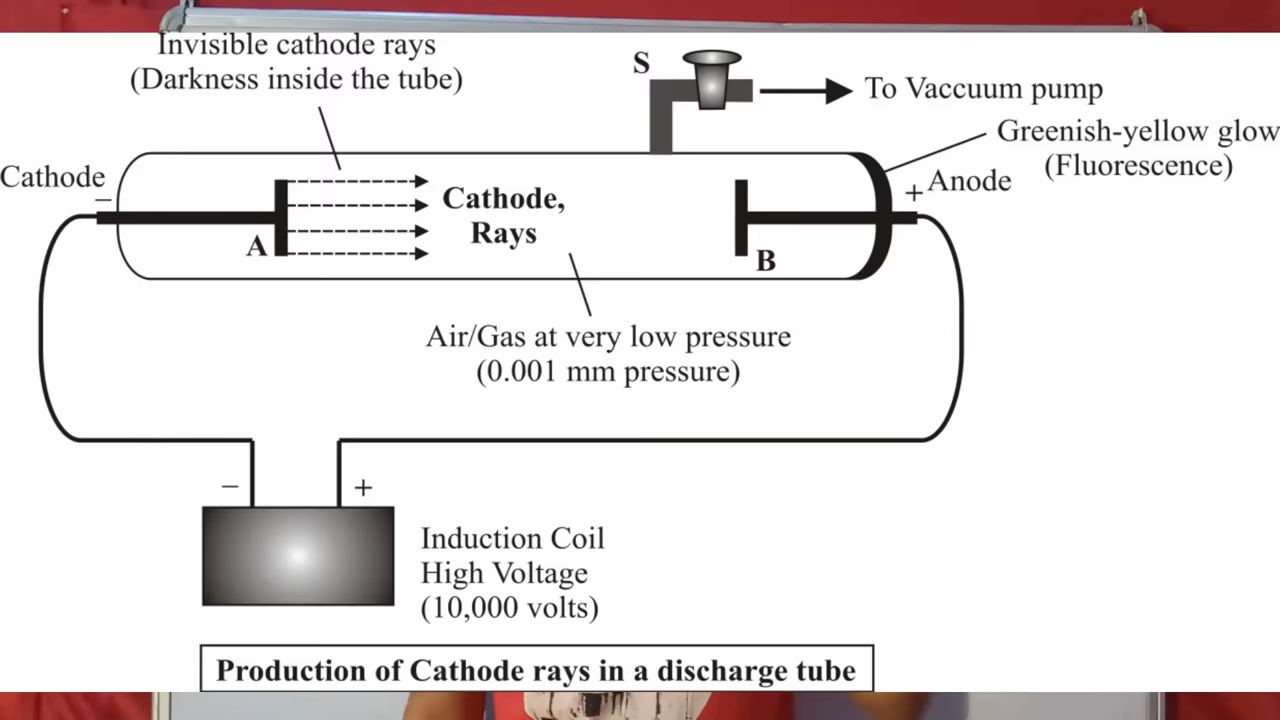 Invisible cathode rays
(Darkness inside the tube)
S
To Vaccuum pump
Greenish-yellow glow
(Fluorescence)
Cathode
–
+
Anode
Cathode,
Rays
A
B
Air/Gas at very low pressure
(0.001 mm pressure)
–
+
Induction Coil
High Voltage
(10,000 volts)
Production of Cathode rays in a discharge tube